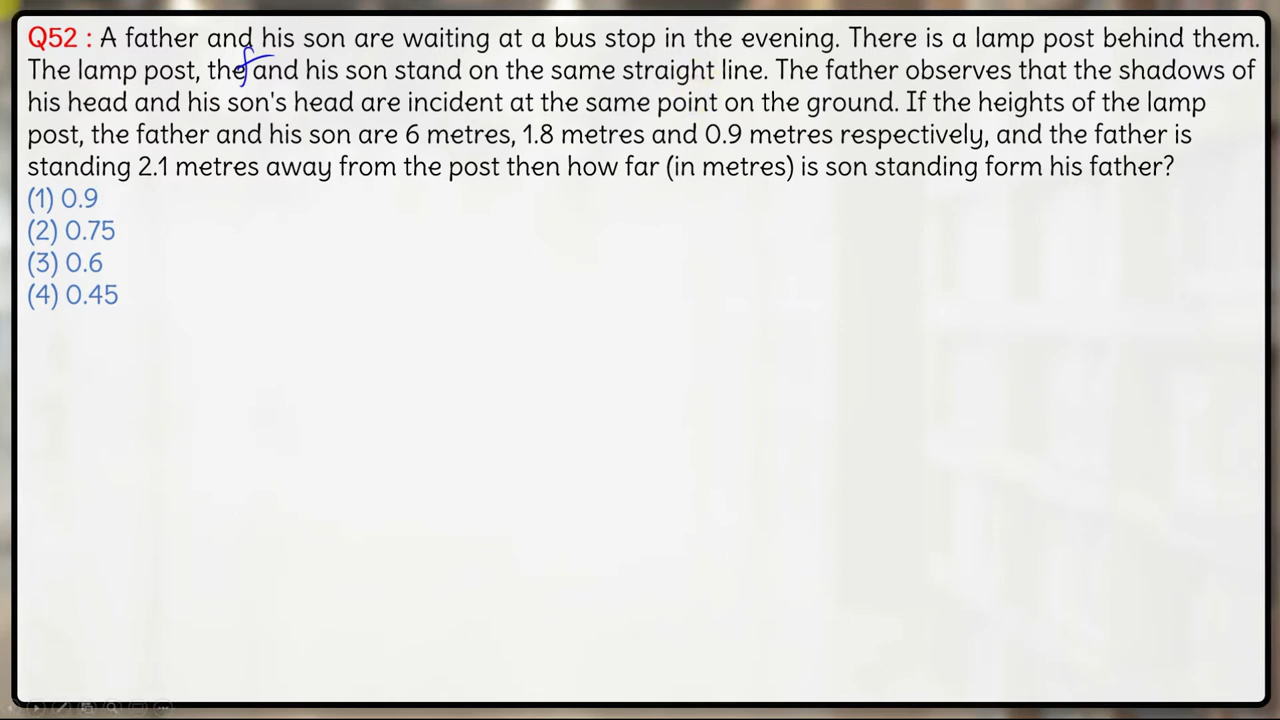 Q52 : A father and his son are waiting at a bus stop in the evening. There is a lamp post behind them.
The lamp post, the f and his son stand on the same straight line. The father observes that the shadows of
his head and his son's head are incident at the same point on the ground. If the heights of the lamp
post, the father and his son are 6 metres, 1.8 metres and 0.9 metres respectively, and the father is
standing 2.1 metres away from the post then how far (in metres) is son standing form his father?
(1) 0.9
(2) 0.75
(3) 0.6
(4) 0.45